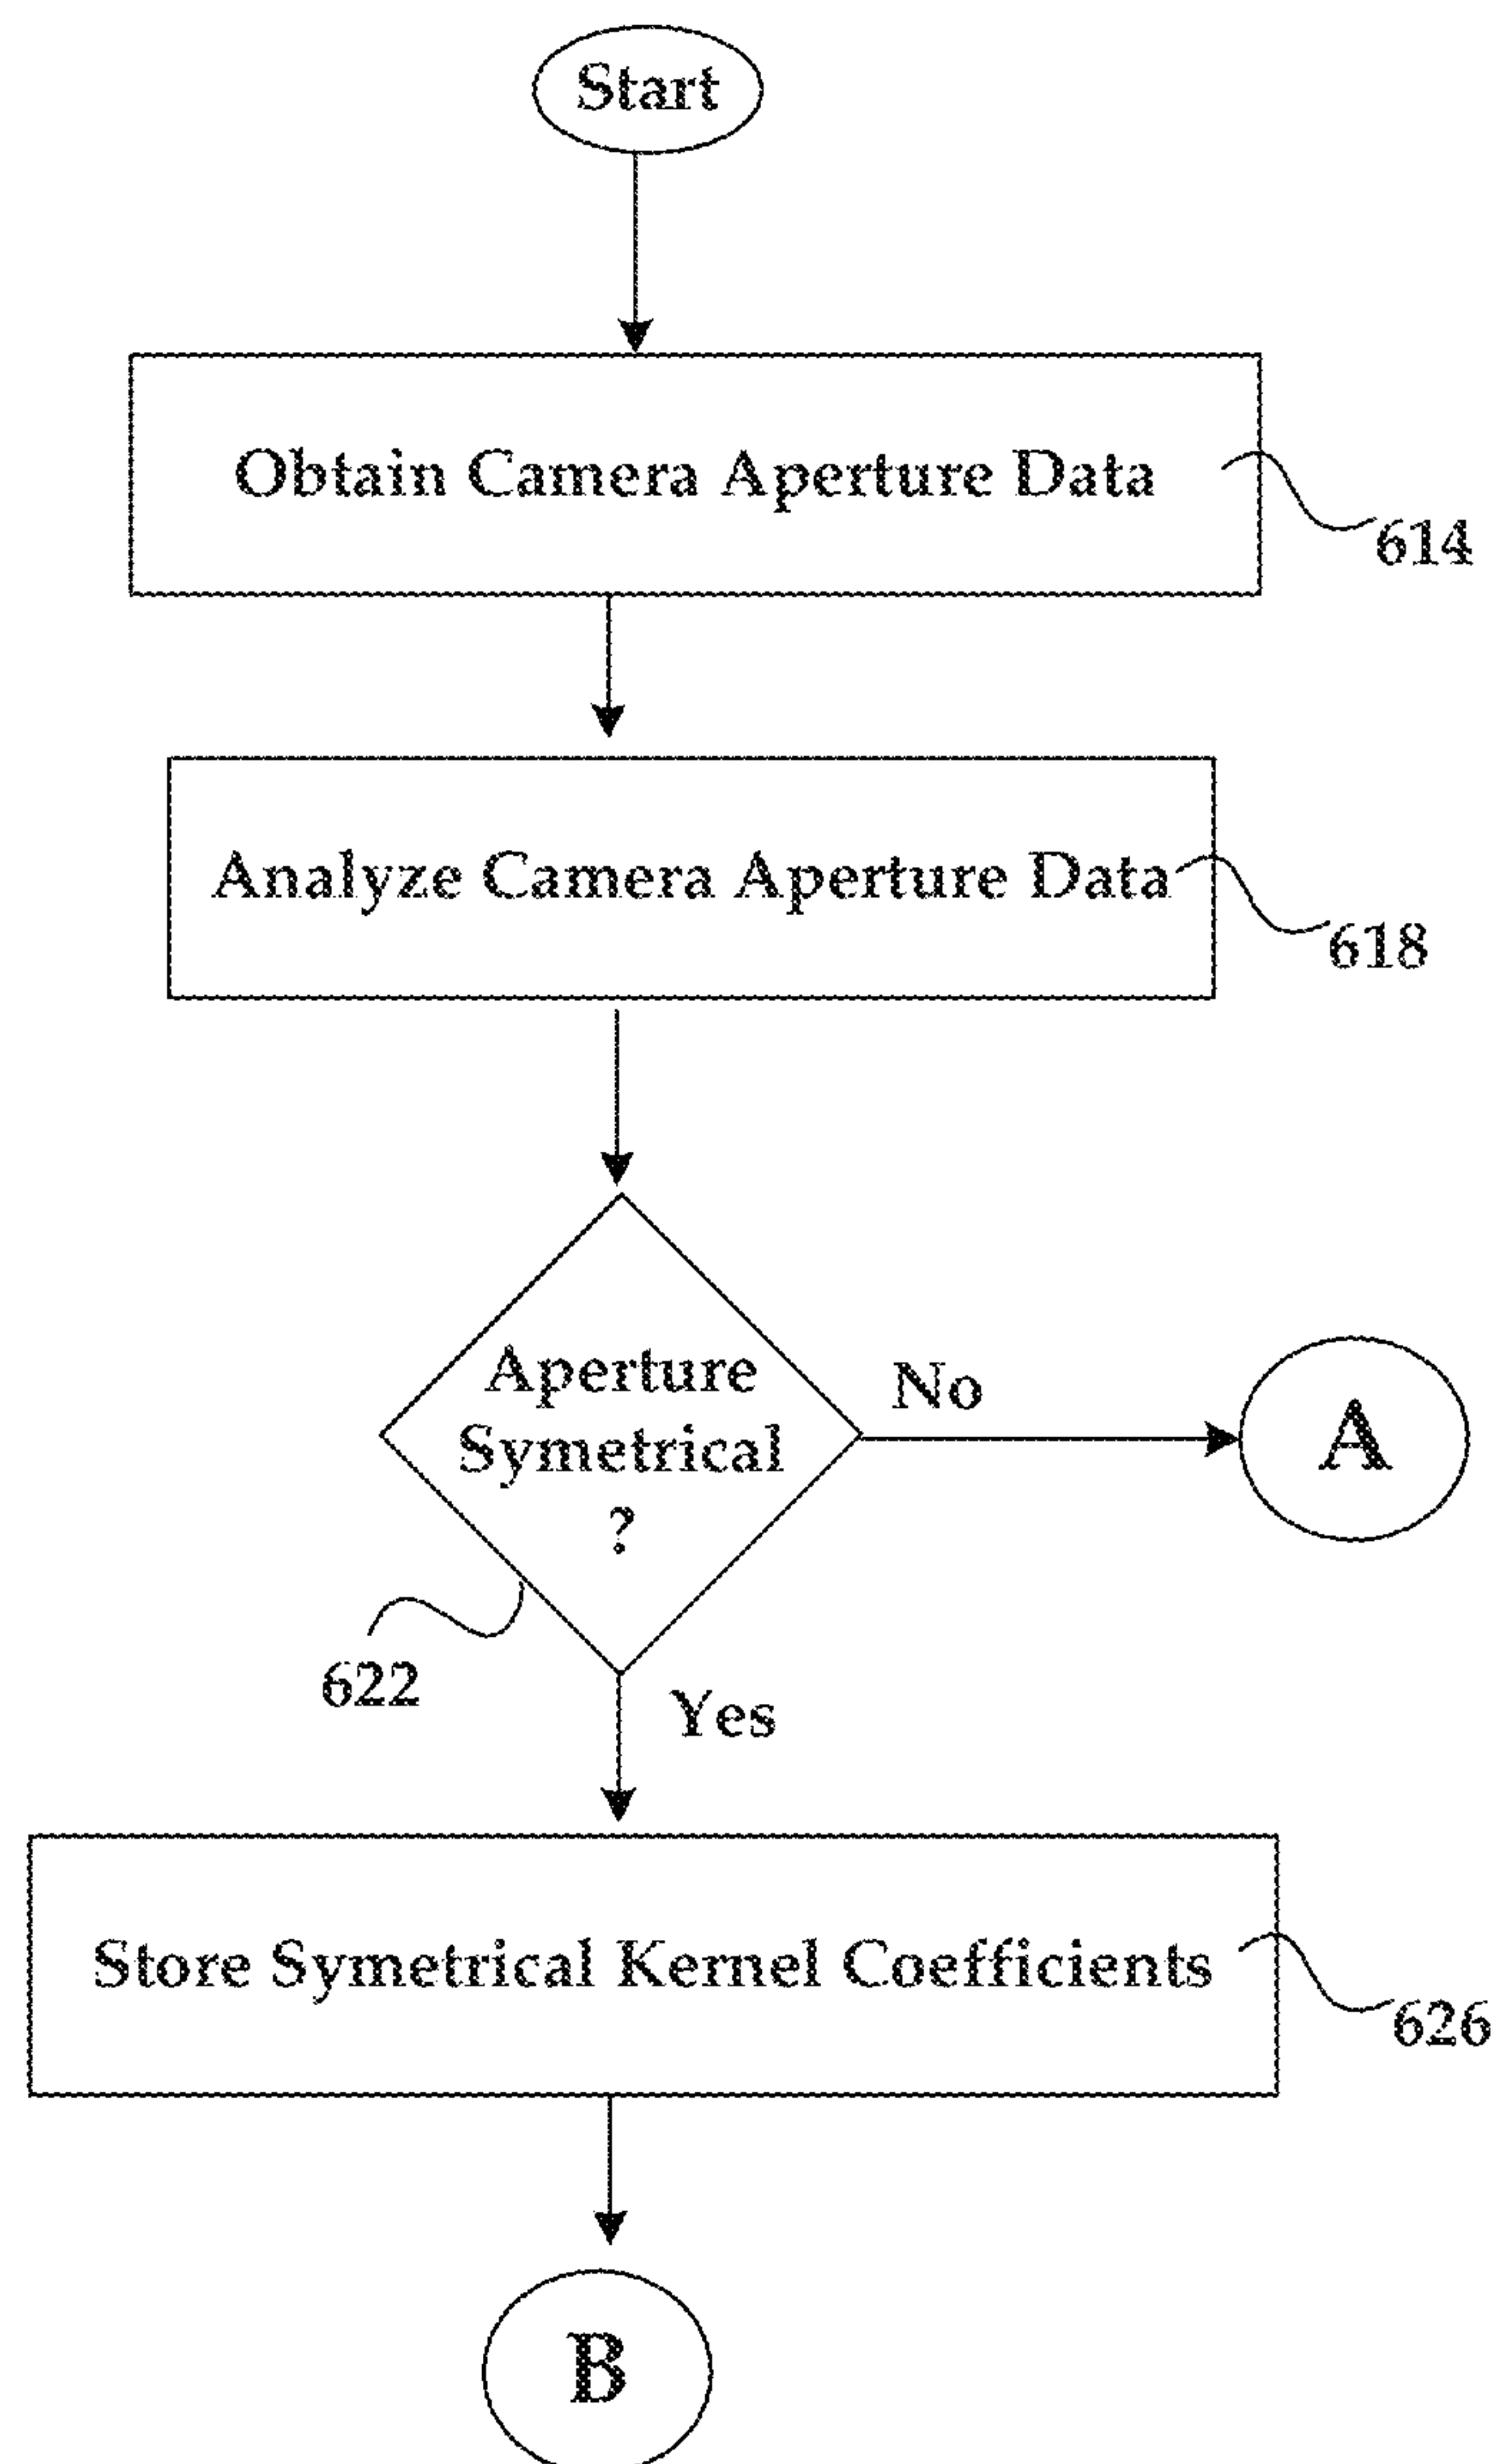 Start
Obtain Camera Aperture Data
614
Analyze Camera Aperture Data
618
Aperture
Symetrical
?
No
A
622
Yes
Store Symetrical Kernel Coefficients
626
B